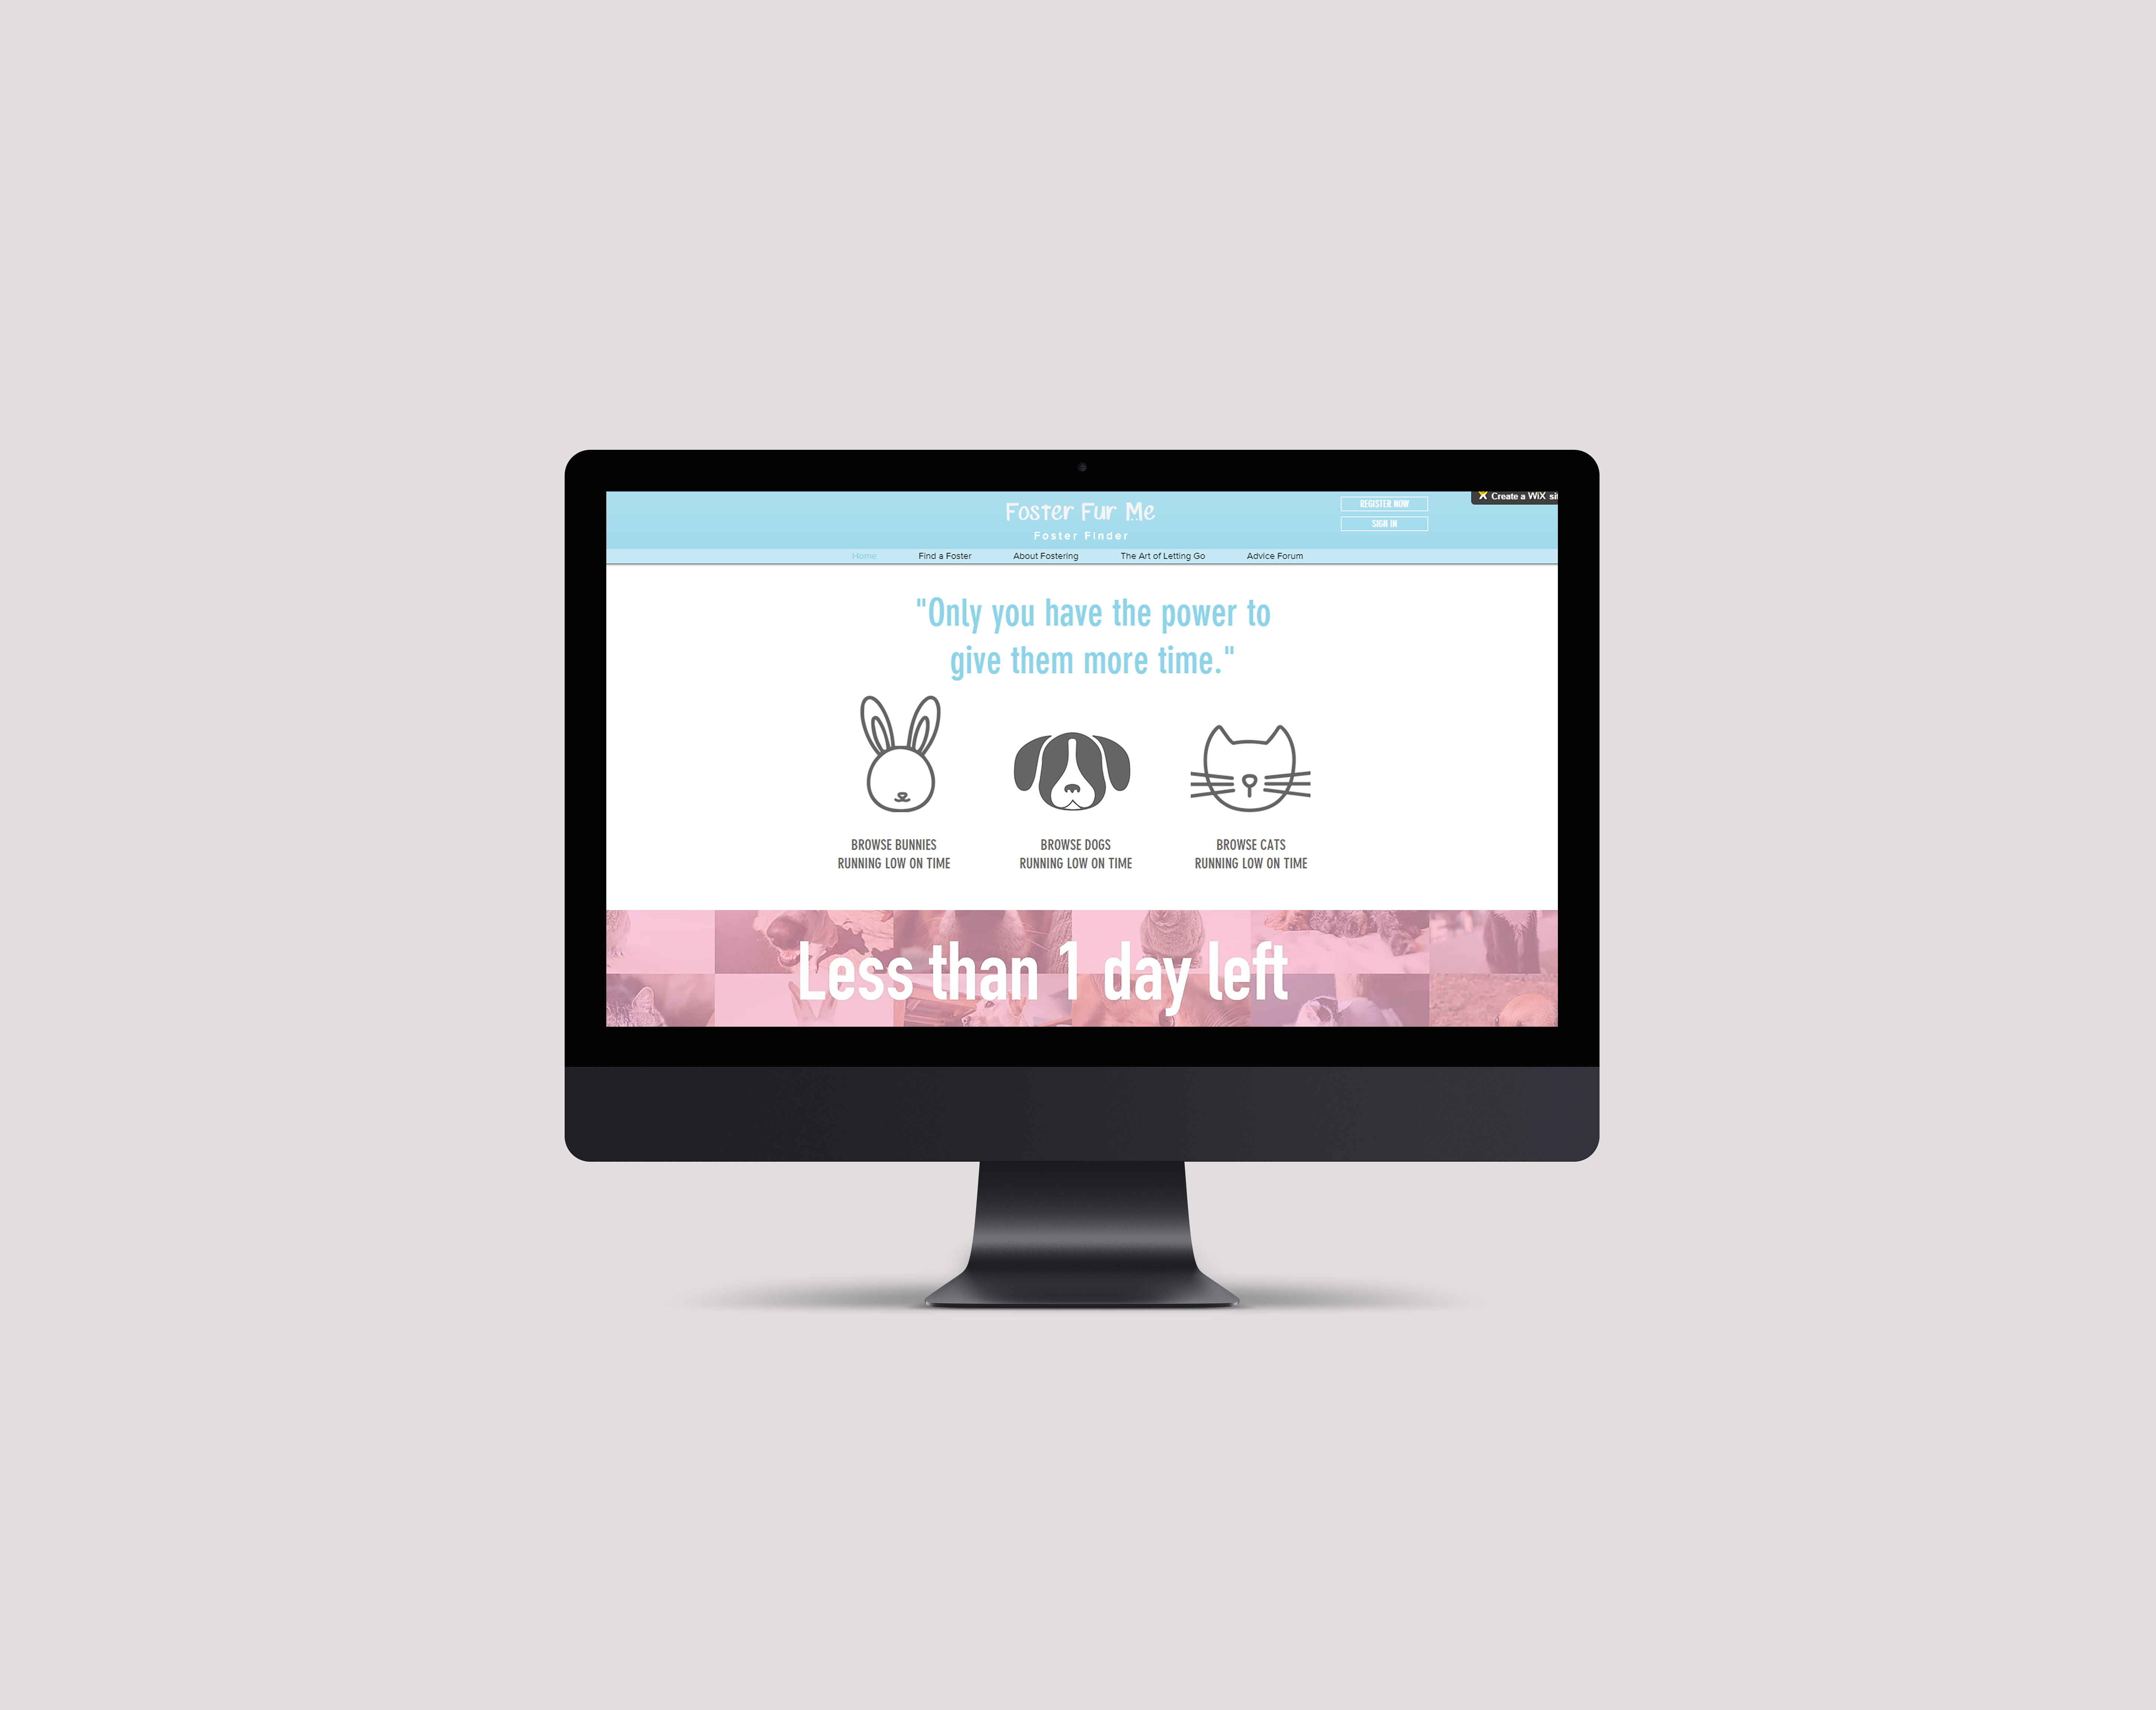 Foster Fur Me
Foster Finder
REGISTER NOW
SIGN IN
Create a WiX sit
Home
Find a Foster
About Fostering
The Art of Letting Go
Advice Forum
"Only you have the power to
give them more time."
BROWSE BUNNIES
RUNNING LOW ON TIME
BROWSE DOGS
RUNNING LOW ON TIME
BROWSE CATS
RUNNING LOW ON TIME
Less than 1 day left